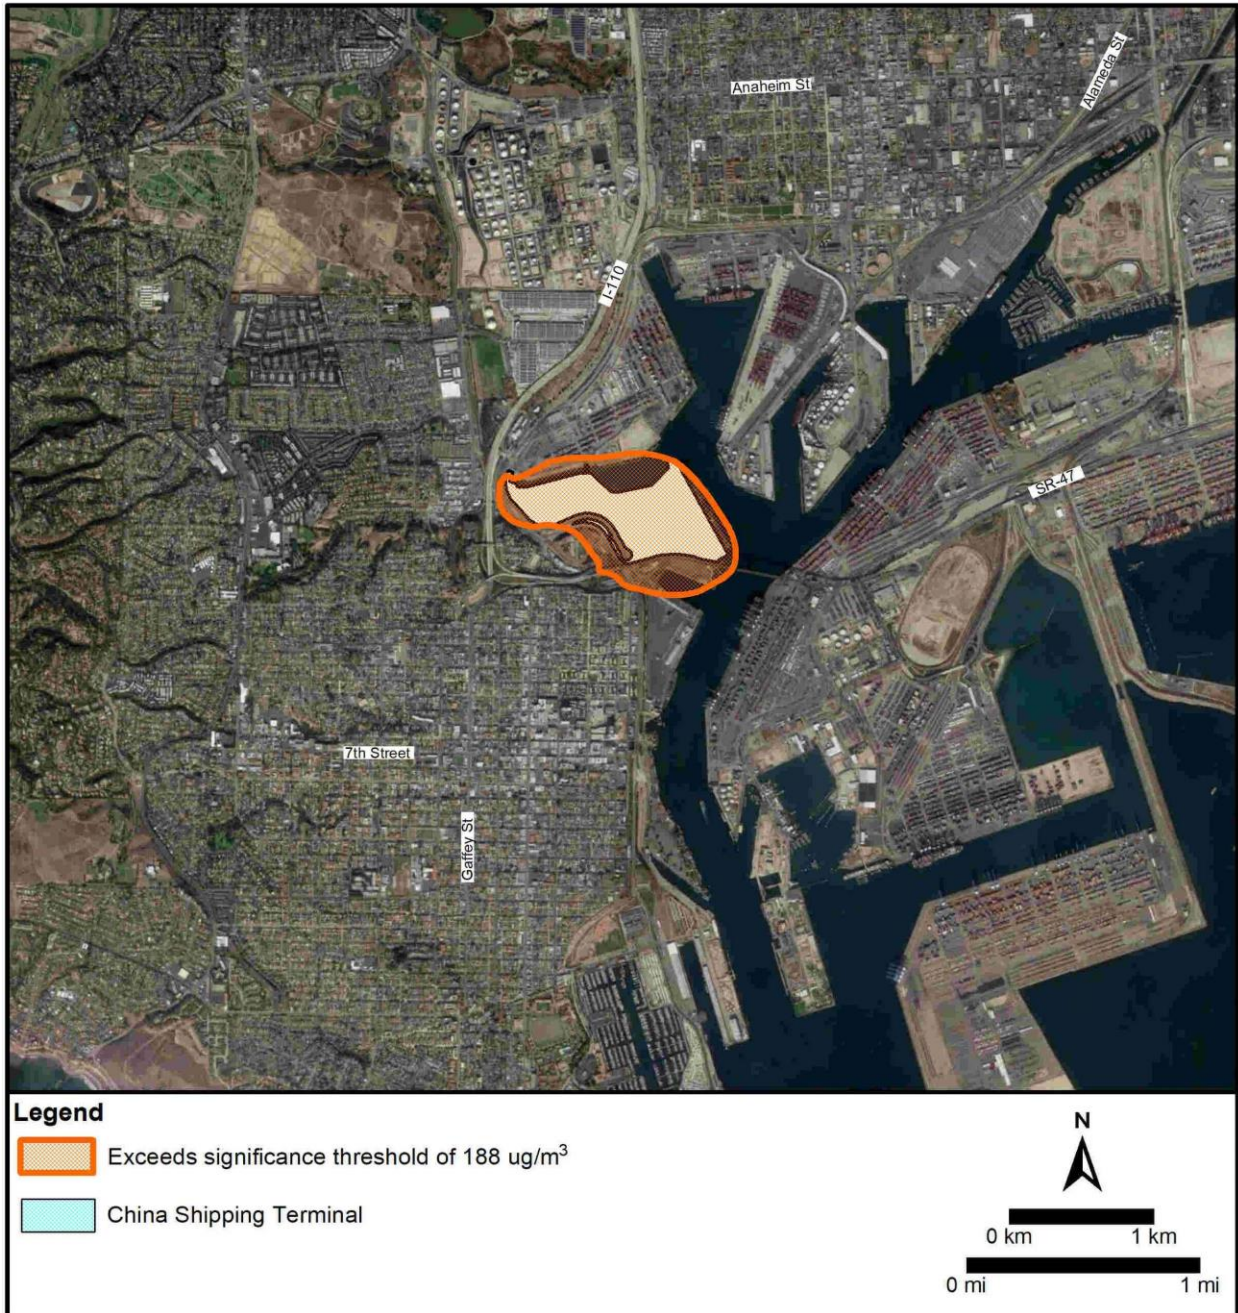 Anaheim St
Alameda St
I-110
SR-47
7th Street
Gaffey St
Legend
Exceeds significance threshold of 188 ug/m³
China Shipping Terminal
N
0 km 1 km
0 mi 1 mi